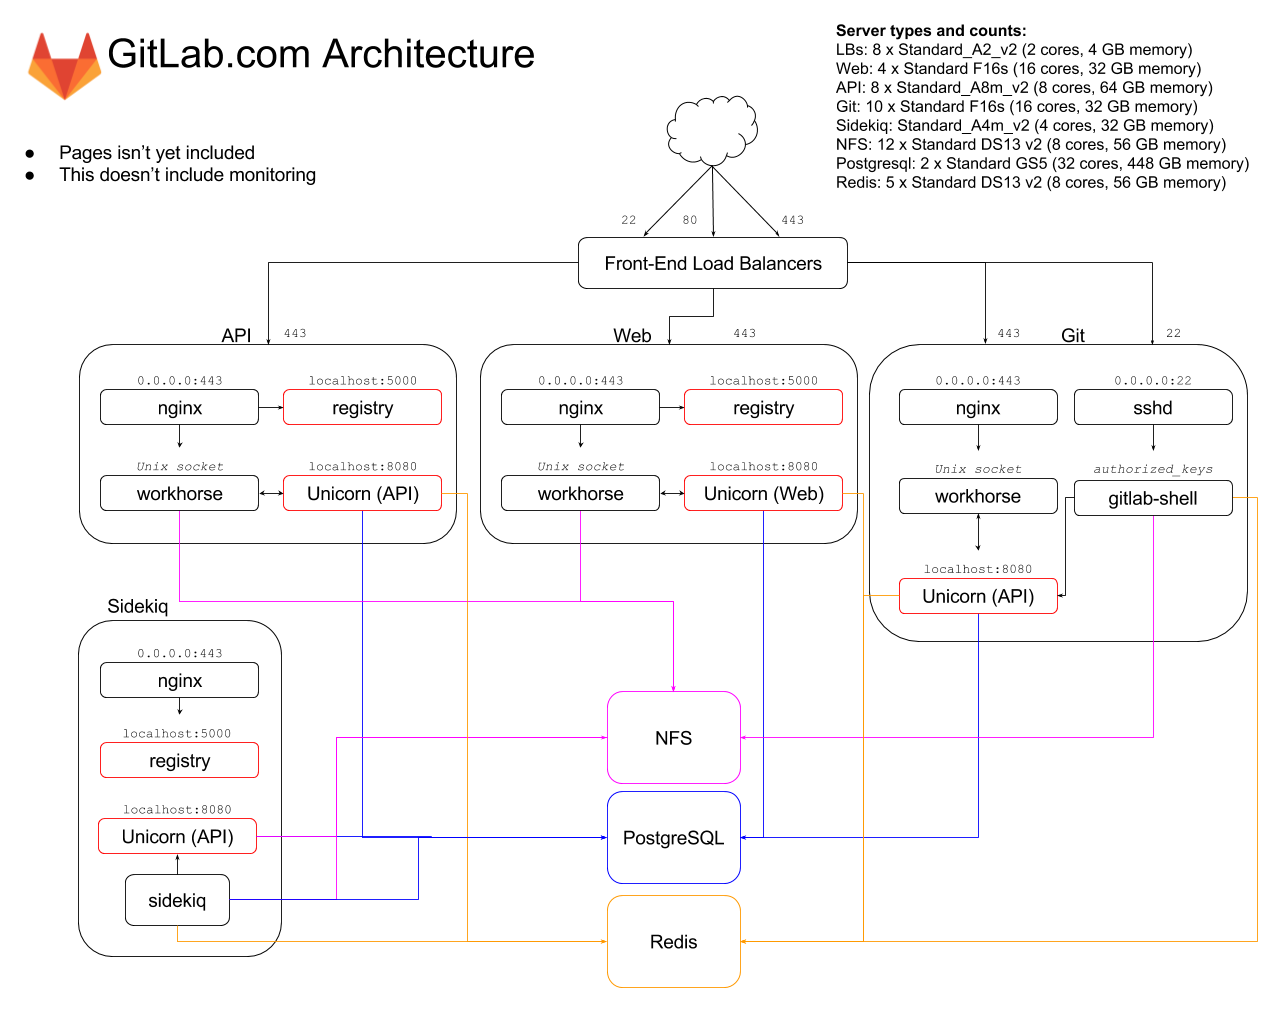 GitLab.com Architecture
Server types and counts:
LBs: 8 x Standard_A2_v2 (2 cores, 4 GB memory)
Web: 4 x Standard F16s (16 cores, 32 GB memory)
API: 8 x Standard_A8m_v2 (8 cores, 64 GB memory)
Git: 10 x Standard F16s (16 cores, 32 GB memory)
Sidekiq: Standard_A4m_v2 (4 cores, 32 GB memory)
NFS: 12 x Standard DS13 v2 (8 cores, 56 GB memory)
Postgresql: 2 x Standard GS5 (32 cores, 448 GB memory)
Redis: 5 x Standard DS13 v2 (8 cores, 56 GB memory)
● Pages isn't yet included
● This doesn't include monitoring
22
80
443
Front-End Load Balancers
API
443
0.0.0.0:443
nginx
localhost:5000
registry
Unix socket
workhorse
localhost:8080
Unicorn (API)
Web
443
0.0.0.0:443
nginx
localhost:5000
registry
Unix socket
workhorse
localhost:8080
Unicorn (Web)
443
Git
22
0.0.0.0:443
nginx
0.0.0.0:22
sshd
Unix socket
workhorse
authorized_keys
gitlab-shell
localhost:8080
Unicorn (API)
Sidekiq
0.0.0.0:443
nginx
localhost:5000
registry
localhost:8080
Unicorn (API)
sidekiq
NFS
PostgreSQL
Redis